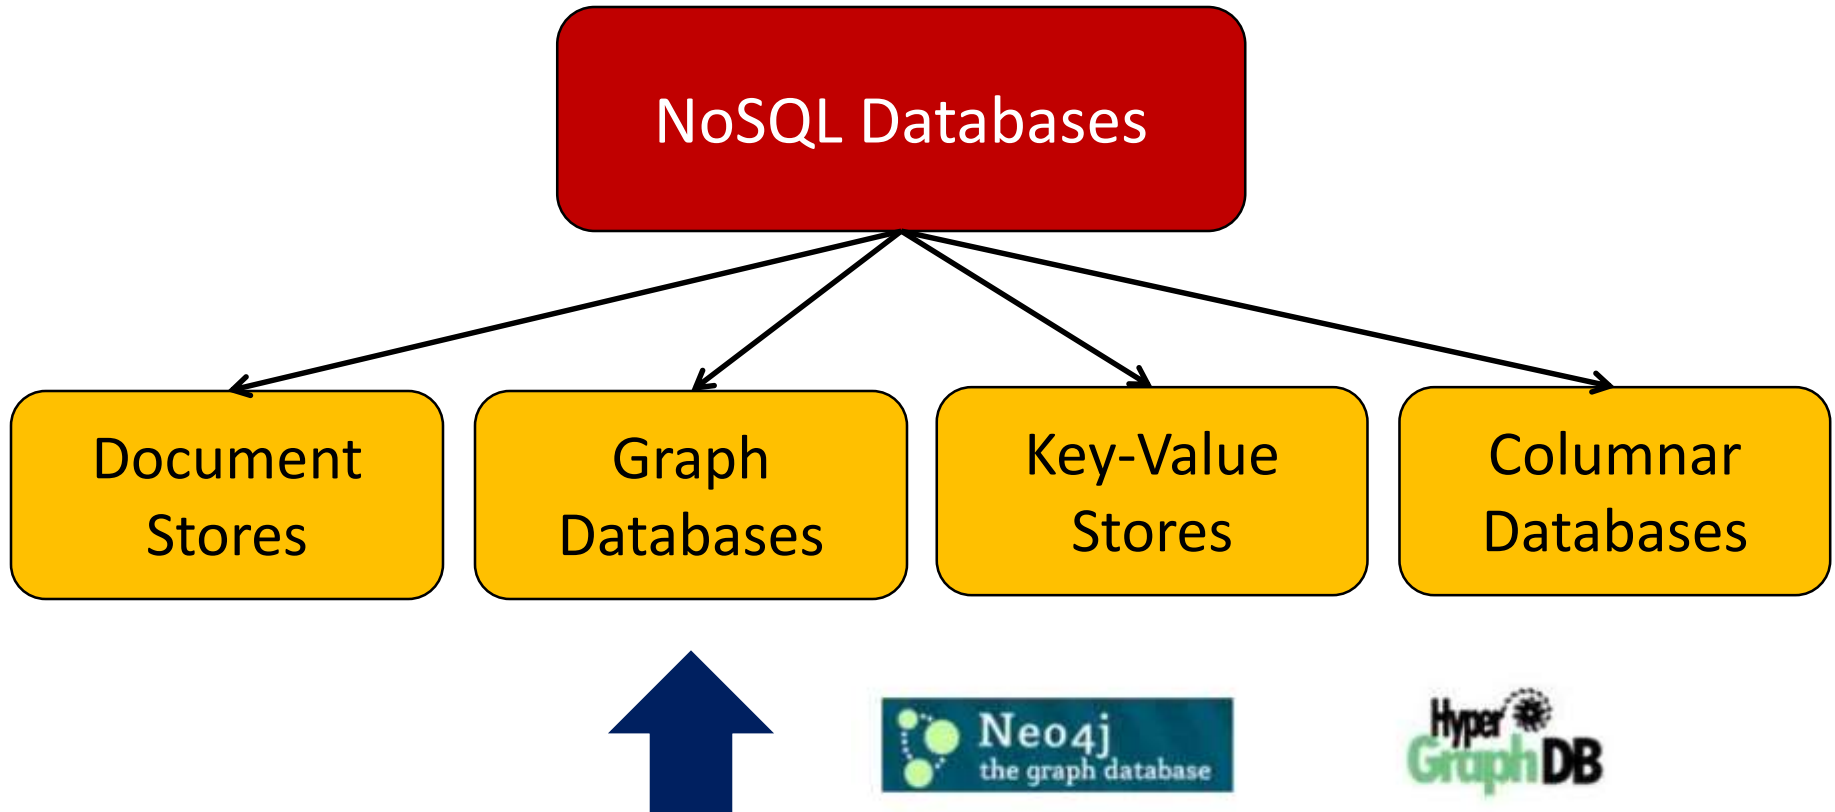 NoSQL Databases
Document
Stores
Graph
Databases
Key-Value
Stores
Columnar
Databases
Neo4j
the graph database
Hyper
GraphDB